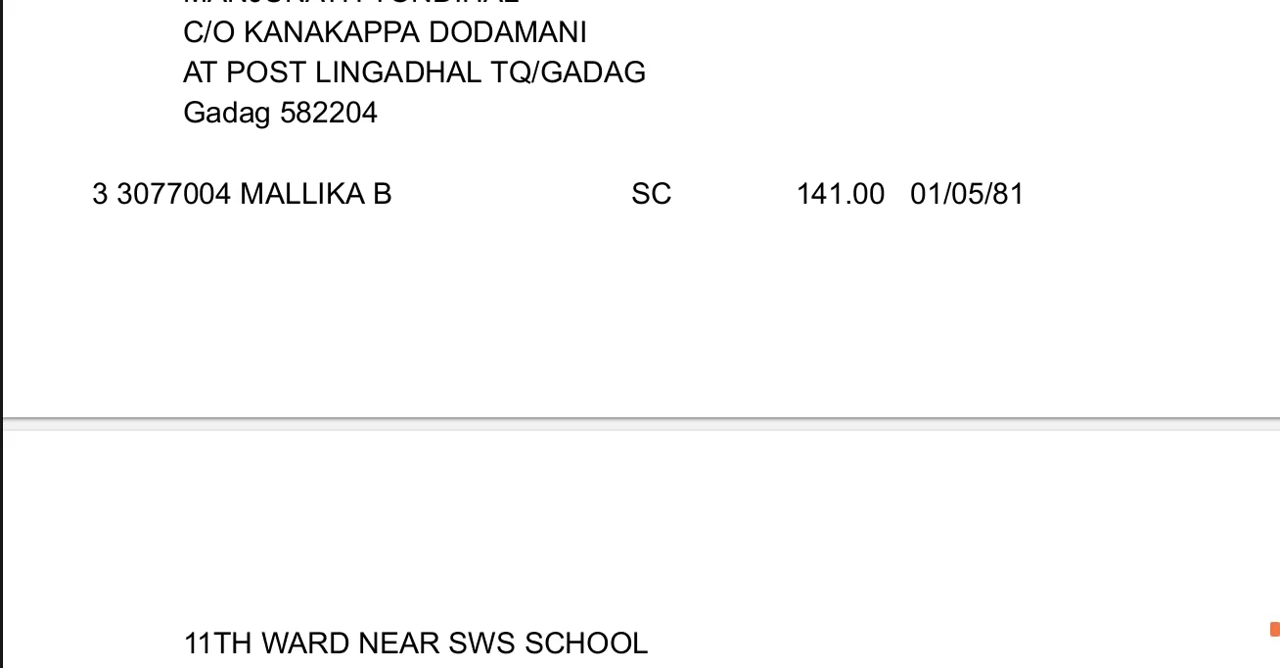 C/O KANAKAPPA DODAMANI
AT POST LINGADHAL TQ/GADAG
Gadag 582204
3 3077004 MALLIKA B SC 141.00 01/05/81
11TH WARD NEAR SWS SCHOOL